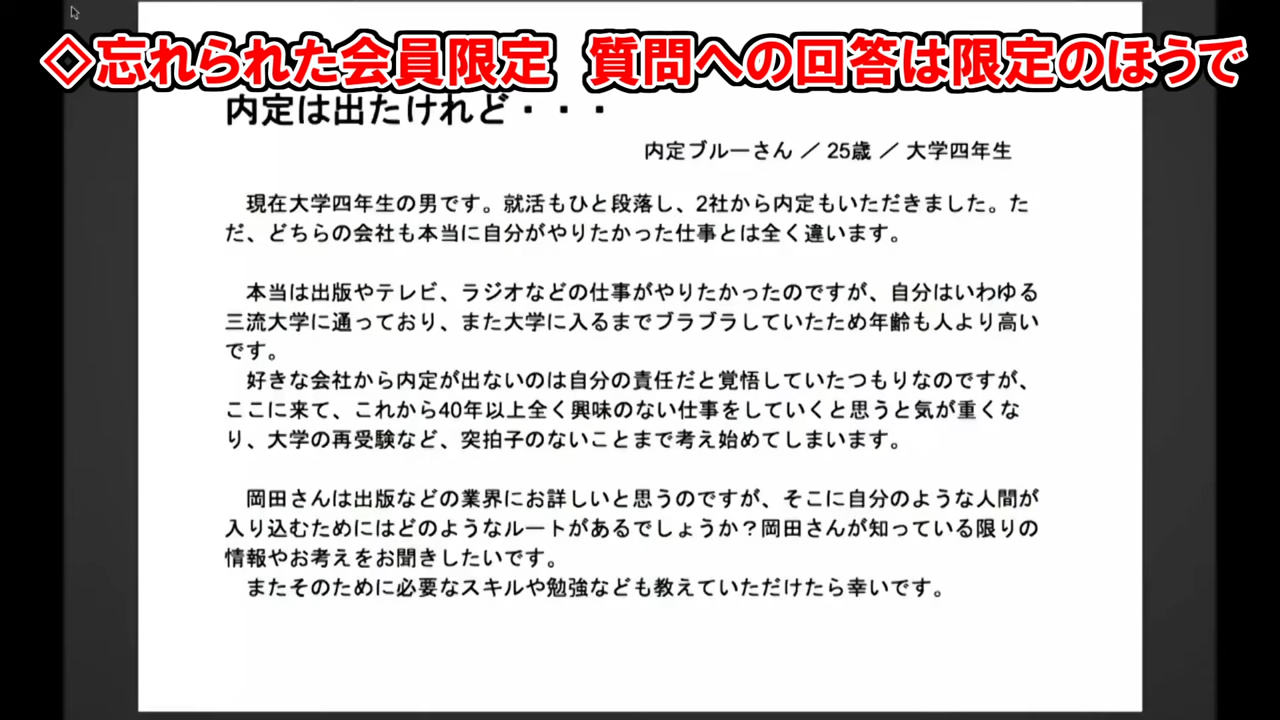 ◇忘れられた会員限定　質問への回答は限定のほうで
内定は出たけれど・・・
内定ブルーさん ／ 25歳 ／ 大学四年生
現在大学四年生の男です。就活もひと段落し、2社から内定もいただきました。た
だ、どちらの会社も本当に自分がやりたかった仕事とは全く違います。
本当は出版やテレビ、ラジオなどの仕事がやりたかったのですが、自分はいわゆる
三流大学に通っており、また大学に入るまでブラブラしていたため年齢も人より高い
です。
好きな会社から内定が出ないのは自分の責任だと覚悟していたつもりなのですが、
ここに来て、これから40年以上全く興味のない仕事をしていくと思うと気が重くな
り、大学の再受験など、突拍子のないことまで考え始めてしまいます。
岡田さんは出版などの業界にお詳しいと思うのですが、そこに自分のような人間が
入り込むためにはどのようなルートがあるでしょうか？岡田さんが知っている限りの
情報やお考えをお聞きしたいです。
またそのために必要なスキルや勉強なども教えていただけたら幸いです。